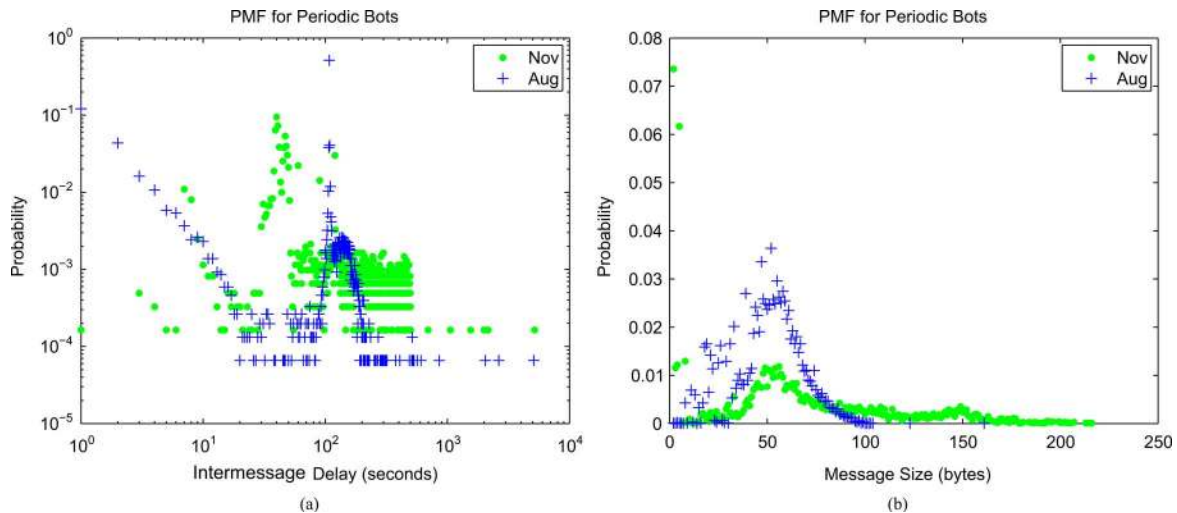 PMF for Periodic Bots
10^0
10^-1
10^-2
10^-3
10^-4
10^-5
Probability
Nov
Aug
10^0 10^1 10^2 10^3 10^4
Intermessage Delay (seconds)
(a)
PMF for Periodic Bots
0.08
0.07
0.06
0.05
0.04
0.03
0.02
0.01
0
Probability
Nov
Aug
0 50 100 150 200 250
Message Size (bytes)
(b)